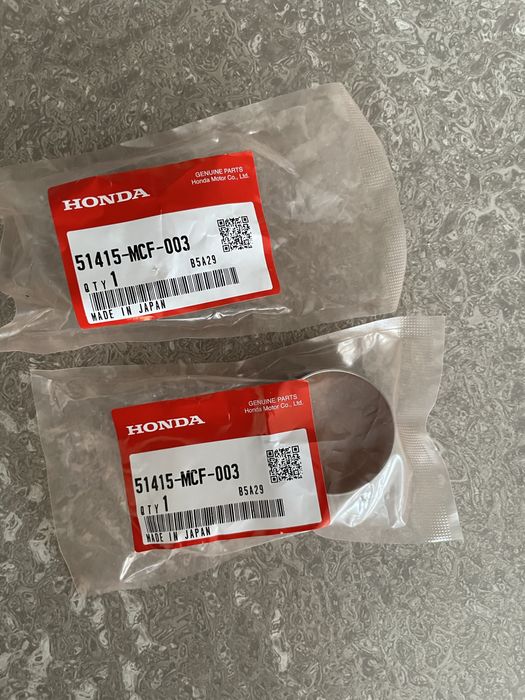 GENUINE PARTS
HONDA Honda Motor Co., Ltd.
51415-MCF-003
B5A29
QTY 1
MADE IN JAPAN
GENUINE PARTS
HONDA Honda Motor Co., Ltd.
51415-MCF-003
B5A29
QTY 1
MADE IN JAPAN